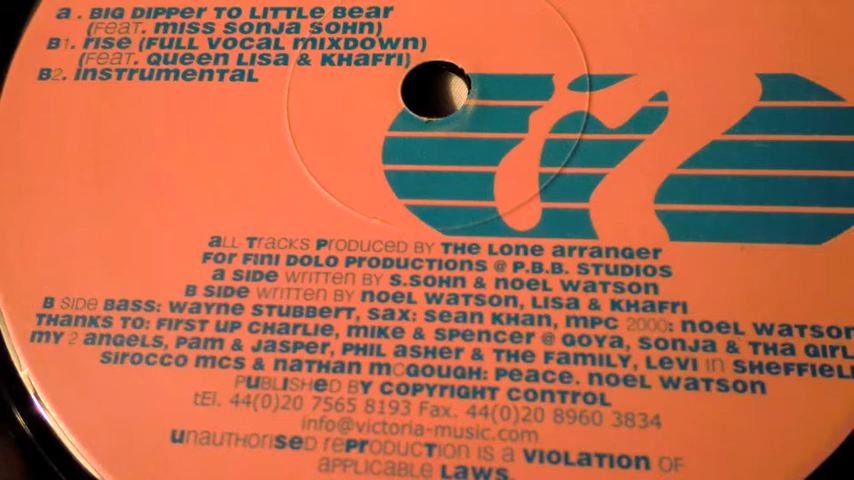 a. BIG DIPPER TO LITTLE BEAR
(FEAT. MISS SONJA SOHN)
B1. RISE (FULL VOCAL MIXDOWN)
(FEAT. QUEEN LISA & KHAFRI)
B2. INSTRUMENTAL
ALL TRACKS PRODUCED BY THE LONE ARRANGER
FOR FINI DOLO PRODUCTIONS @ P.B.B. STUDIOS
A SIDE WRITTEN BY S.SOHN & NOEL WATSON
B SIDE WRITTEN BY NOEL WATSON, LISA & KHAFRI
B SIDE BASS: WAYNE STUBBERT, SAX: SEAN KHAN, MPC 2000: NOEL WATSON
THANKS TO: FIRST UP CHARLIE, MIKE & SPENCER @ GOYA, SONJA & THA GIRL
MY 2 ANGELS, PAM & JASPER, PHIL ASHER & THE FAMILY, LEVI IN SHEFFIELD
SIROCCO MCS & NATHAN MCGOUGH: PEACE. NOEL WATSON
PUBLISHED BY COPYRIGHT CONTROL
tEl. 44(0)20 7565 8193 Fax. 44(0)20 8960 3834
info@victoria-music.com
UNAUTHORISED REPRODUCTION IS A VIOLATION OF
APPLICABLE LAWS.